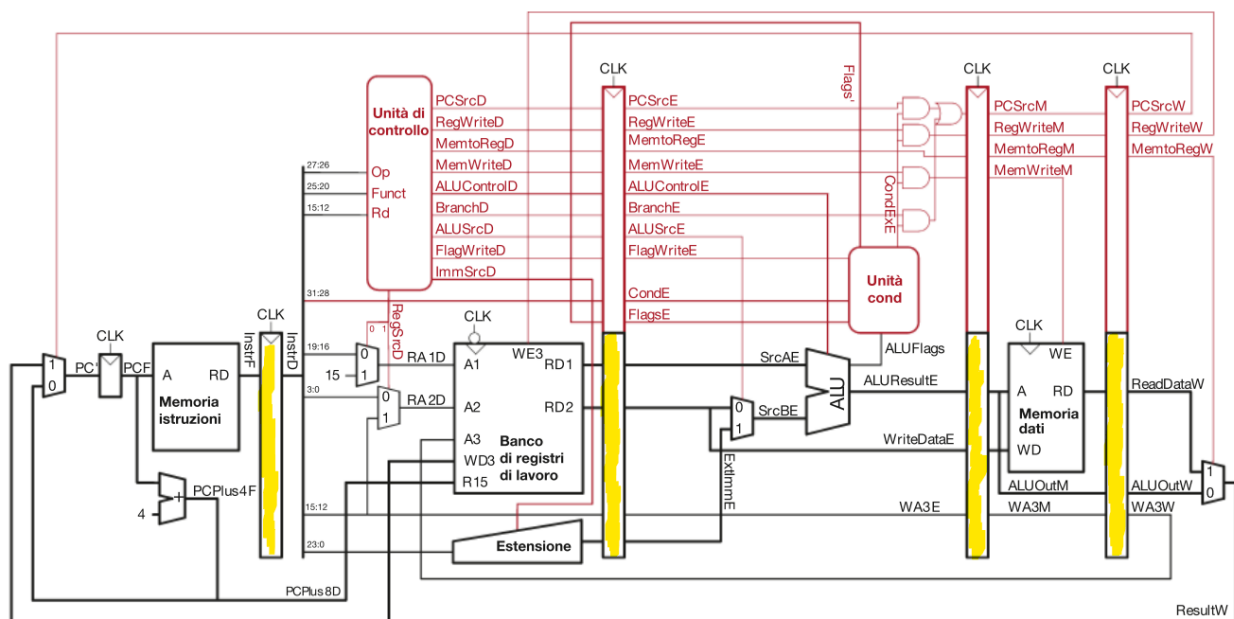 CLK
CLK
CLK
Flags'
Unità di
controllo
PCSrcD
PCSrcE
PCSrcM
PCSrcW
RegWriteD
RegWriteE
RegWriteM
RegWriteW
MemtoRegD
MemtoRegE
MemtoRegM
MemtoRegW
27:26
Op
MemWriteD
MemWriteE
MemWriteM
25:20
Funct
ALUControlD
ALUControlE
CondExE
15:12
Rd
BranchD
BranchE
ALUSrcD
ALUSrcE
FlagWriteD
FlagWriteE
ImmSrcD
Unità
cond
31:28
CondE
FlagsE
CLK
CLK
InstrF
InstrD
0 1
RegSrcD
CLK
CLK
19:16
0
1
15
RA1D
A1
WE3
RD1
SrcAE
ALUFlags
WE
1
0
PC'
PCF
A
RD
Memoria
istruzioni
3:0
0
1
RA2D
A2
RD2
0
1
SrcBE
ALU
ALUResultE
A
RD
ReadDataW
Memoria
dati
A3
Banco
di registri
di lavoro
WD3
R15
ExtImmE
WriteDataE
WD
1
0
4
+
PCPlus4F
ALUOutM
ALUOutW
15:12
WA3E
WA3M
WA3W
Estensione
23:0
PCPlus8D
ResultW